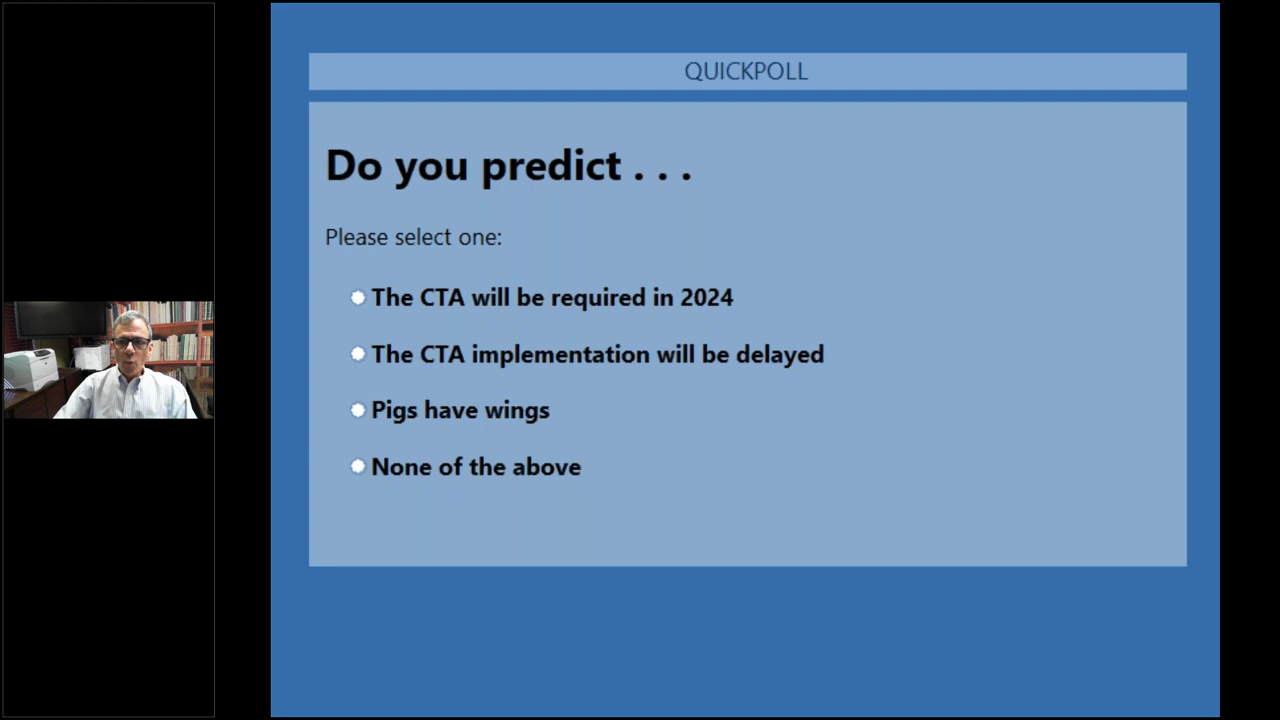 QUICKPOLL
Do you predict . . .
Please select one:
The CTA will be required in 2024
The CTA implementation will be delayed
Pigs have wings
None of the above